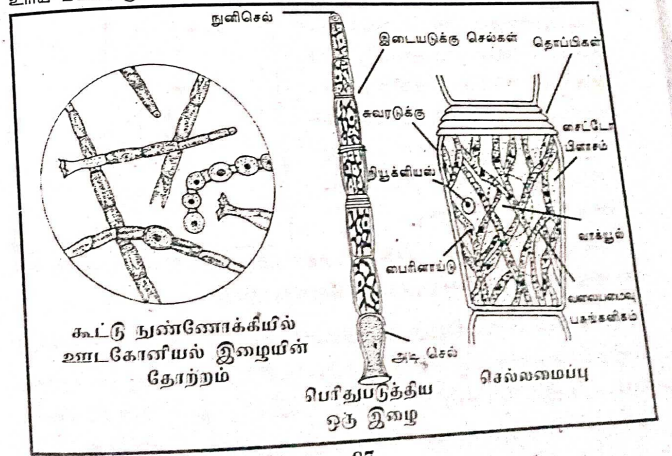 நுனிசெல்
இடையடுக்கு செல்கள்
தொப்பிகள்
சுவரடுக்கு
சைட்டோ
பிளாசம்
நியூக்ளியஸ்
வாக்யூல்
பைரினாய்டு
வலையமைவு
பசுங்கணிகம்
அடி செல்
கூட்டு நுண்ணோக்கியில்
ஊடகோனியல் இழையின்
தோற்றம்
பெரிதுபடுத்திய
ஒரு இழை
செல்லமைப்பு